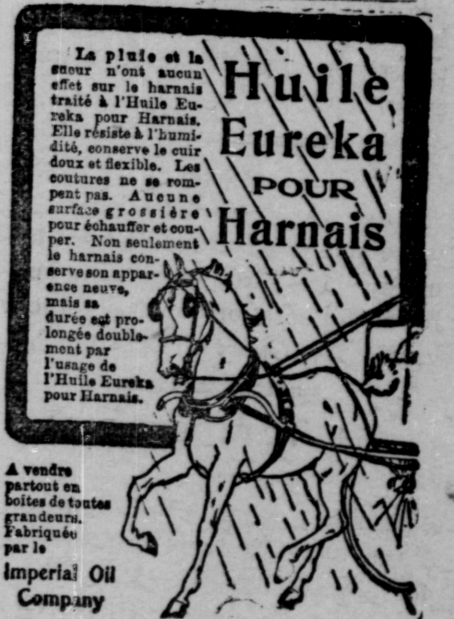 La pluie et la
sueur n'ont aucun
effet sur le harnais
traité à l'Huile Eu-
reka pour Harnais.
Elle résiste à l'humi-
dité, conserve le cuir
doux et flexible. Les
coutures ne se rom-
pent pas. Aucune
surface grossière
pour échauffer et cou-
per. Non seulement
le harnais con-
serve son appar-
ence neuve,
mais sa
durée est pro-
longée double-
ment par
l'usage de
l'Huile Eureka
pour Harnais.
Huile
Eureka
POUR
Harnais
A vendre
partout en
boites de toutes
grandeurs.
Fabriquée
par le
Imperial Oil
Company